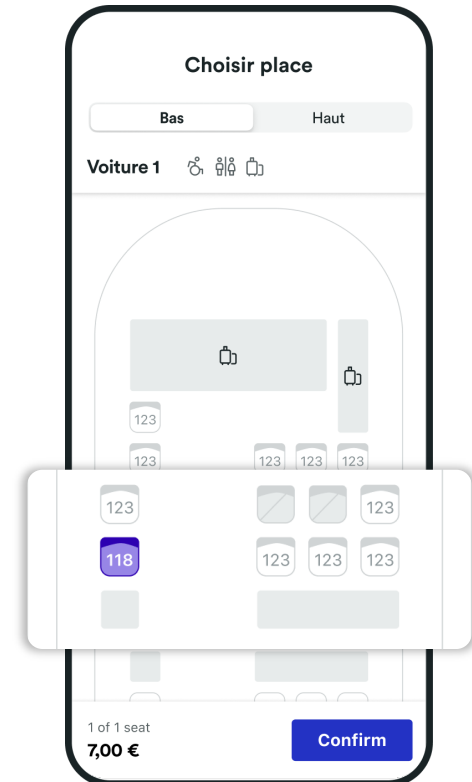 Choisir place
Bas Haut
Voiture 1
123
123 123 123 123
123 123
118 123 123 123
1 of 1 seat
7,00 €
Confirm